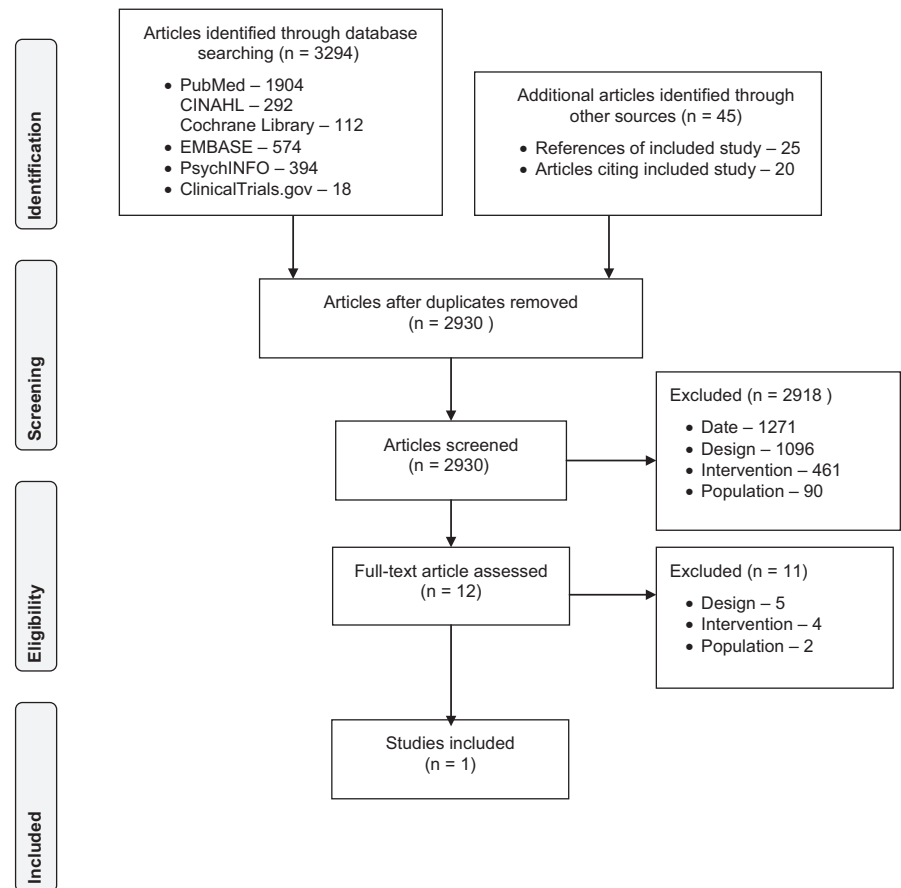 Identification
Articles identified through database
searching (n = 3294)
• PubMed – 1904
CINAHL – 292
Cochrane Library – 112
• EMBASE – 574
• PsychINFO – 394
• ClinicalTrials.gov – 18
Additional articles identified through
other sources (n = 45)
• References of included study – 25
• Articles citing included study – 20
Screening
Articles after duplicates removed
(n = 2930 )
Articles screened
(n = 2930)
Excluded (n = 2918 )
• Date – 1271
• Design – 1096
• Intervention – 461
• Population – 90
Eligibility
Full-text article assessed
(n = 12)
Excluded (n = 11)
• Design – 5
• Intervention – 4
• Population – 2
Included
Studies included
(n = 1)